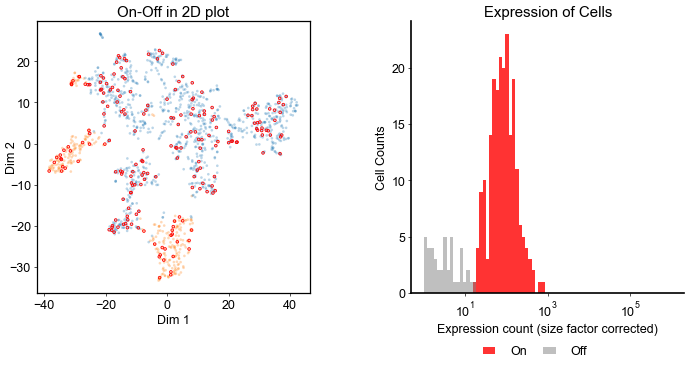 On-Off in 2D plot
Dim 2
20
10
0
−10
−20
−30
−40
−20
0
20
40
Dim 1
Expression of Cells
Cell Counts
20
15
10
5
0
10^1
10^3
10^5
Expression count (size factor corrected)
On
Off